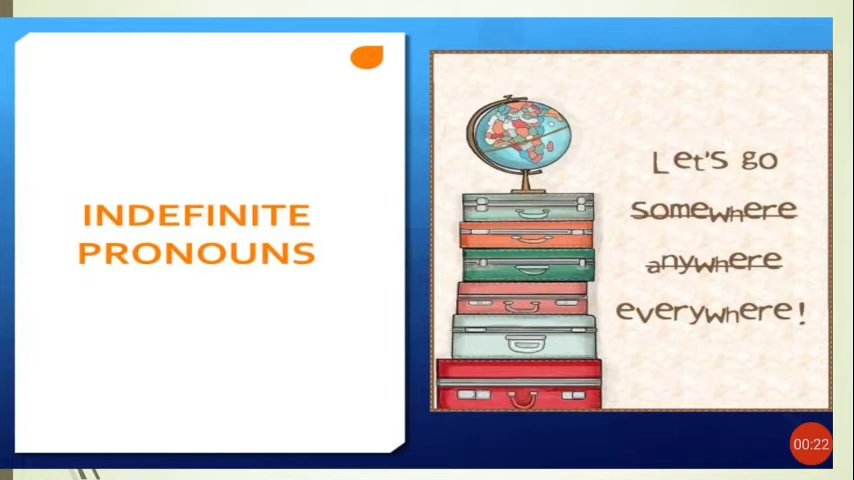 INDEFINITE
PRONOUNS
Let's go
somewhere
anywhere
everywhere!
00:22